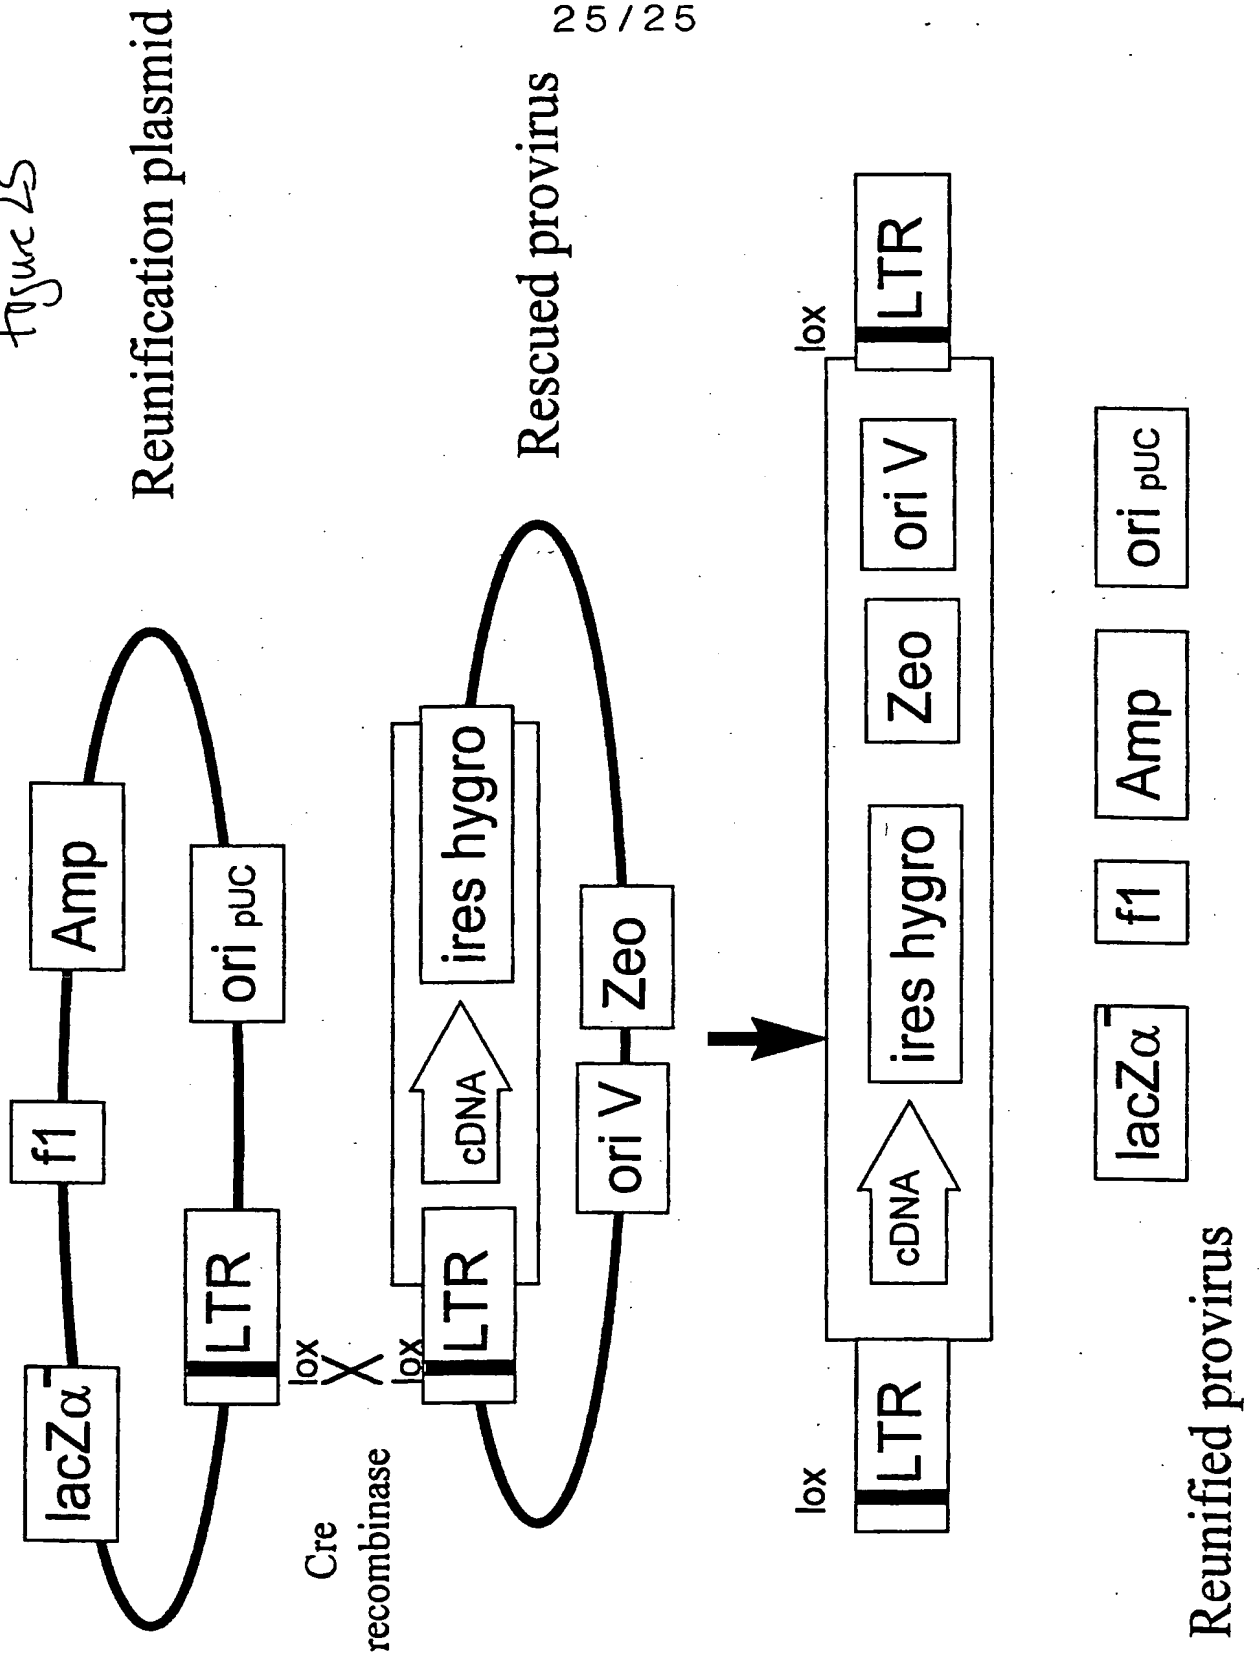 25/25
Figure 25
Reunification plasmid
lacZα⁻
f1
Amp
LTR
ori pUC
lox
Cre
recombinase
Rescued provirus
lox
LTR
cDNA
ires hygro
ori V
Zeo
lox
lox
LTR
cDNA
ires hygro
Zeo
ori V
LTR
lacZα⁻
f1
Amp
ori pUC
Reunified provirus